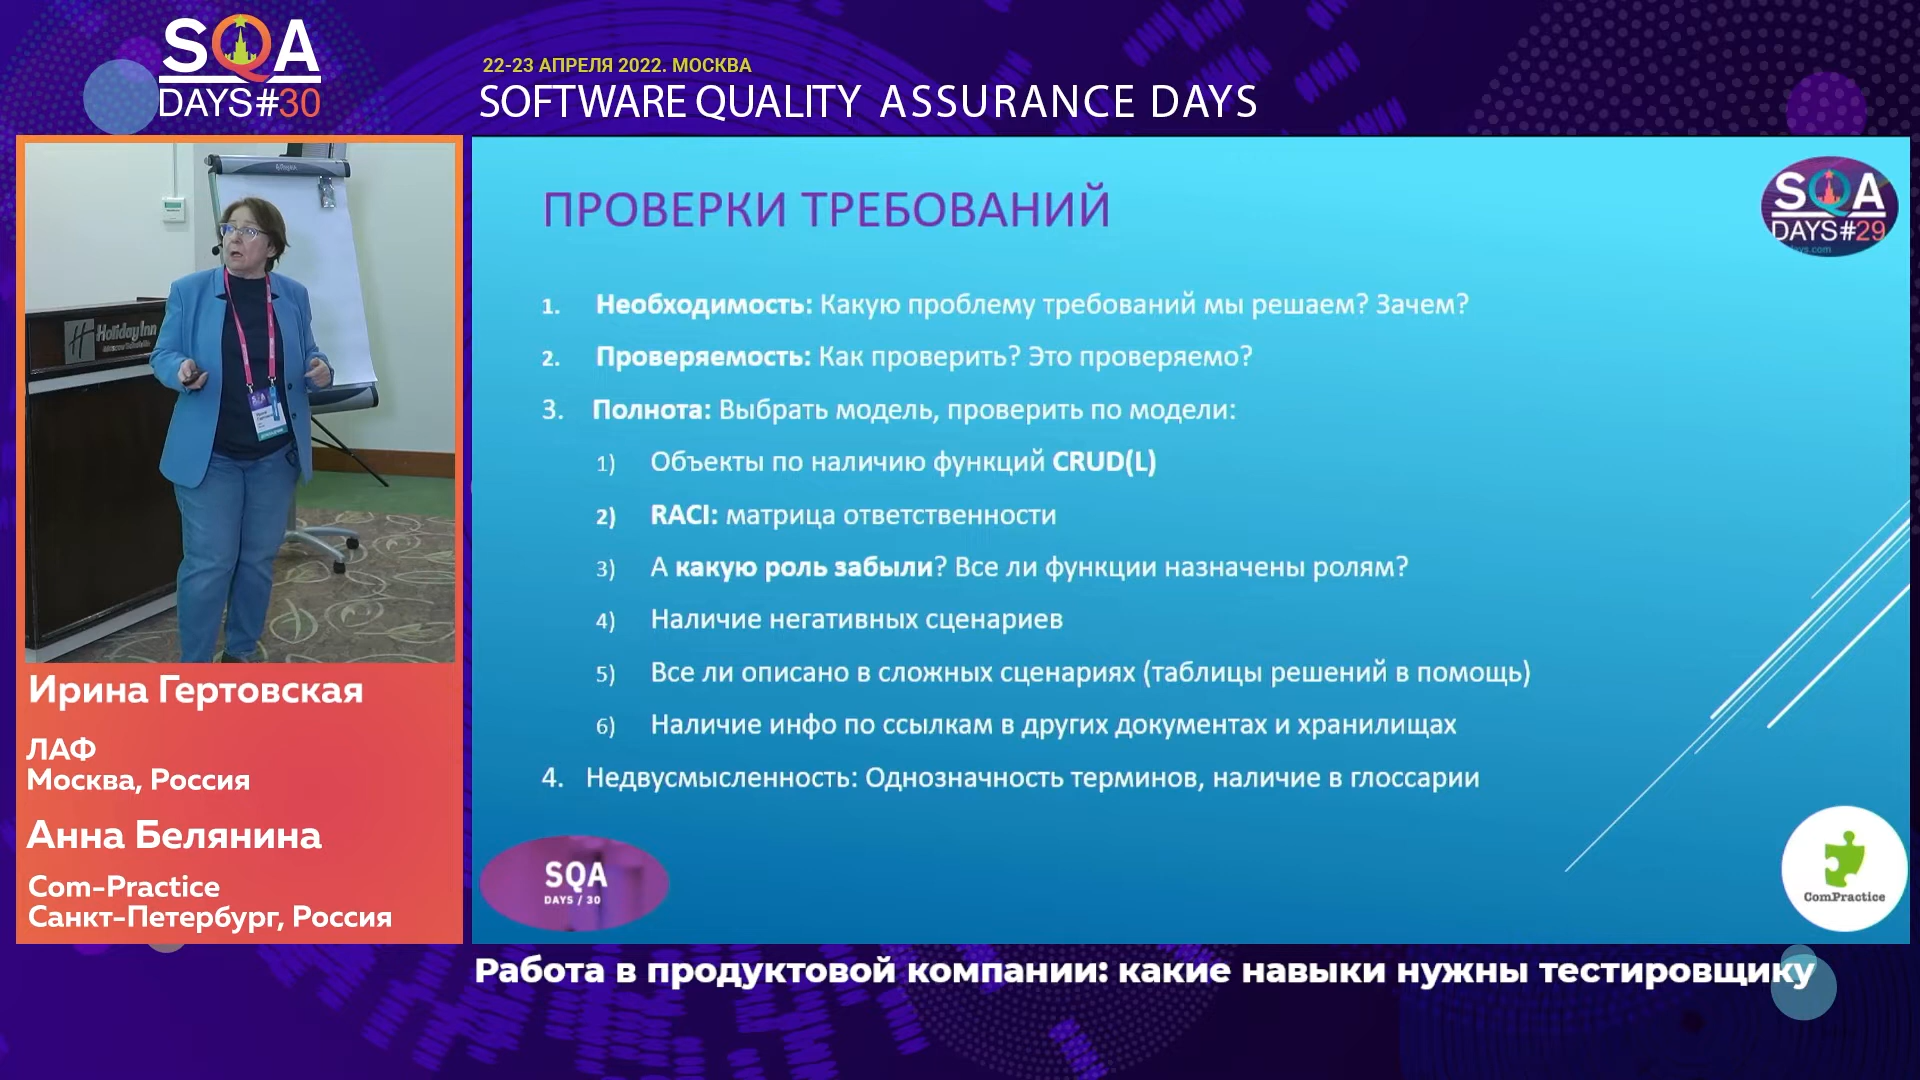 SQA
DAYS#30
22-23 АПРЕЛЯ 2022. МОСКВА
SOFTWARE QUALITY ASSURANCE DAYS
Holiday Inn
SQA
Ирина Гертовская
ЛАФ
Москва, Россия
Анна Белянина
Com-Practice
Санкт-Петербург, Россия
ПРОВЕРКИ ТРЕБОВАНИЙ
SQA
DAYS#29
1. Необходимость: Какую проблему требований мы решаем? Зачем?
2. Проверяемость: Как проверить? Это проверяемо?
3. Полнота: Выбрать модель, проверить по модели:
1) Объекты по наличию функций CRUD(L)
2) RACI: матрица ответственности
3) А какую роль забыли? Все ли функции назначены ролям?
4) Наличие негативных сценариев
5) Все ли описано в сложных сценариях (таблицы решений в помощь)
6) Наличие инфо по ссылкам в других документах и хранилищах
4. Недвусмысленность: Однозначность терминов, наличие в глоссарии
SQA
DAYS / 30
ComPractice
Работа в продуктовой компании: какие навыки нужны тестировщику